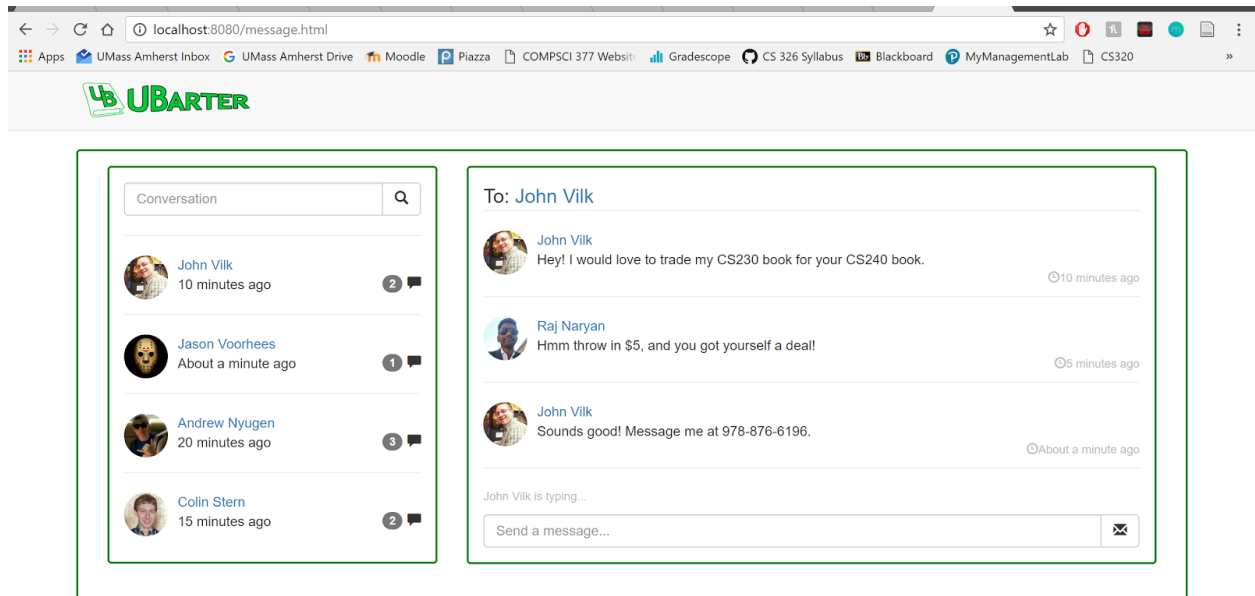 localhost:8080/message.html
Apps UMass Amherst Inbox G UMass Amherst Drive Moodle Piazza COMPSCI 377 Website Gradescope CS 326 Syllabus Bb Blackboard MyManagementLab CS320 »
UB UBARTER
Conversation
John Vilk
10 minutes ago
2
Jason Voorhees
About a minute ago
1
Andrew Nyugen
20 minutes ago
3
Colin Stern
15 minutes ago
2
To: John Vilk
John Vilk
Hey! I would love to trade my CS230 book for your CS240 book.
10 minutes ago
Raj Naryan
Hmm throw in $5, and you got yourself a deal!
5 minutes ago
John Vilk
Sounds good! Message me at 978-876-6196.
About a minute ago
John Vilk is typing...
Send a message...